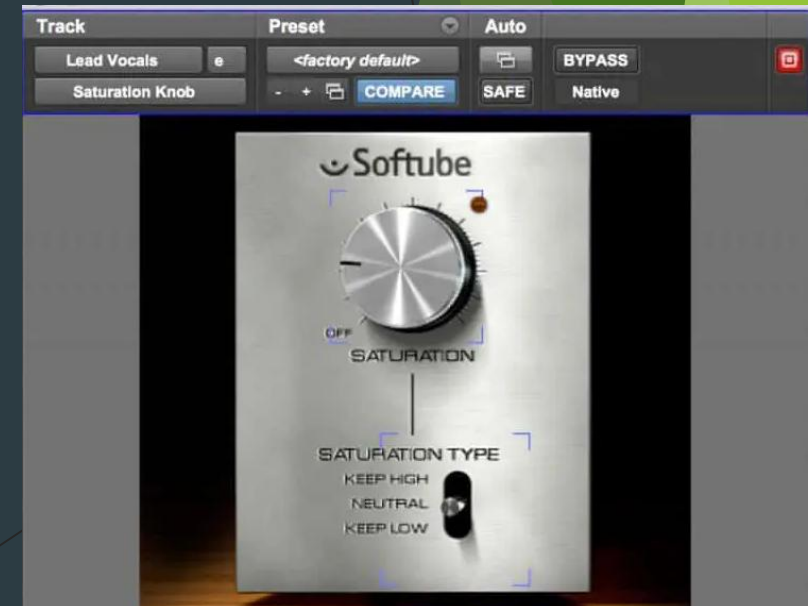 Track Preset Auto
Lead Vocals e <factory default> BYPASS
Saturation Knob - + COMPARE SAFE Native
Softube
OFF
SATURATION
SATURATION TYPE
KEEP HIGH
NEUTRAL
KEEP LOW